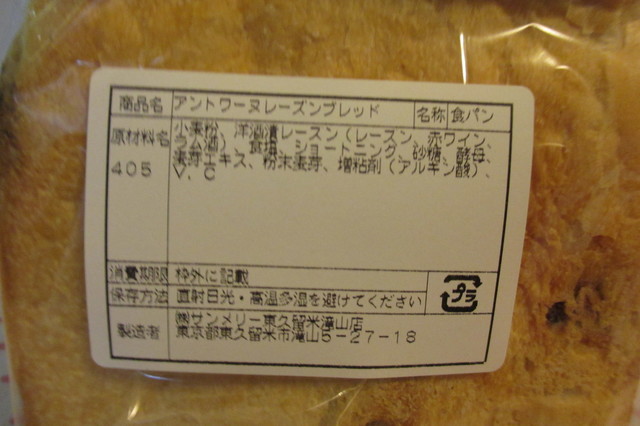 商品名 アントワーヌレーズンブレッド 名称 食パン
原材料名 小麦粉、洋酒漬レーズン（レーズン、赤ワイン、
ラム酒）、食塩、ショートニング、砂糖、酵母、
405 麦芽エキス、粉末麦芽、増粘剤（アルギン酸）、
V．C
消費期限 枠外に記載
保存方法 直射日光・高温多湿を避けてください
プラ
製造者 ㈱サンメリー東久留米滝山店
東京都東久留米市滝山5-27-18